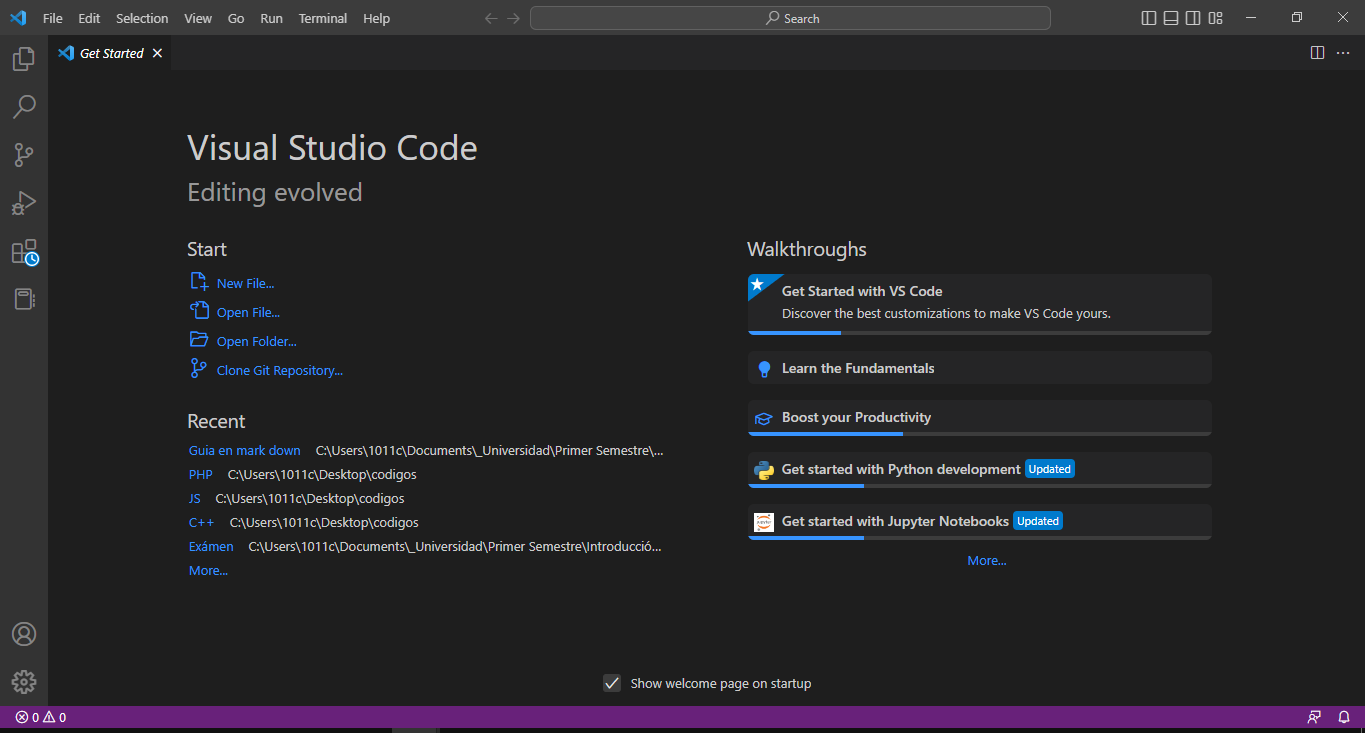 File Edit Selection View Go Run Terminal Help Search
Get Started
Visual Studio Code
Editing evolved
Start
New File...
Open File...
Open Folder...
Clone Git Repository...
Recent
Guia en mark down C:\Users\1011c\Documents\_Universidad\Primer Semestre\...
PHP C:\Users\1011c\Desktop\codigos
JS C:\Users\1011c\Desktop\codigos
C++ C:\Users\1011c\Desktop\codigos
Exámen C:\Users\1011c\Documents\_Universidad\Primer Semestre\Introducció...
More...
Walkthroughs
Get Started with VS Code
Discover the best customizations to make VS Code yours.
Learn the Fundamentals
Boost your Productivity
Get started with Python development Updated
Get started with Jupyter Notebooks Updated
More...
Show welcome page on startup
0 0